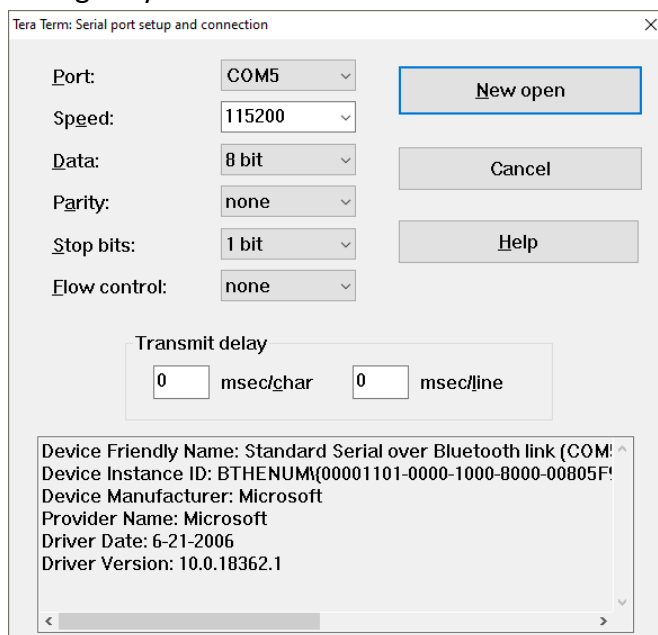 Tera Term: Serial port setup and connection
Port: COM5
New open
Speed: 115200
Data: 8 bit
Cancel
Parity: none
Stop bits: 1 bit
Help
Flow control: none
Transmit delay
0 msec/char 0 msec/line
Device Friendly Name: Standard Serial over Bluetooth link (COM5
Device Instance ID: BTHENUM\{00001101-0000-1000-8000-00805F9
Device Manufacturer: Microsoft
Provider Name: Microsoft
Driver Date: 6-21-2006
Driver Version: 10.0.18362.1